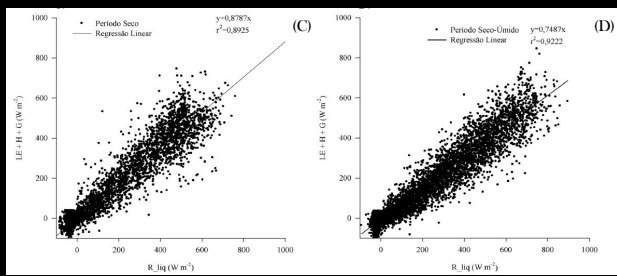 Período Seco
Regressão Linear
y=0,8787x
r²=0,8925
(C)
LE + H + G (W m⁻²)
800
600
400
200
0
0 200 400 600 800 1000
R_liq (W m⁻²)
Período Seco-Úmido
Regressão Linear
y=0,7487x
r²=0,9222
(D)
LE + H + G (W m⁻²)
800
600
400
200
0
0 200 400 600 800 1000
R_liq (W m⁻²)